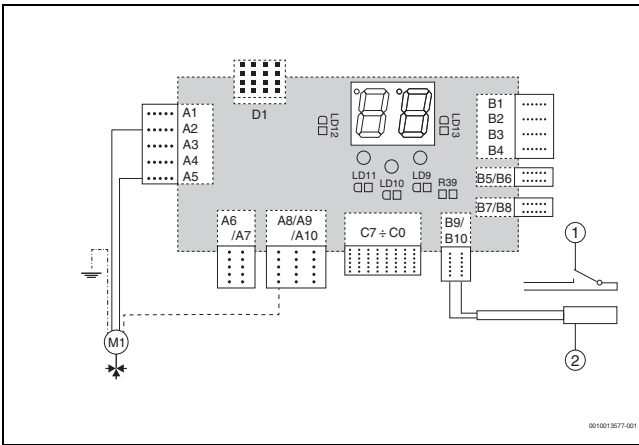 D1
A1
A2
A3
A4
A5
LD12
LD13
B1
B2
B3
B4
B5/B6
B7/B8
LD11
LD10
LD9
R39
A6
/A7
A8/A9
/A10
C7 ÷ C0
B9/
B10
1
M1
2
0010013577-001